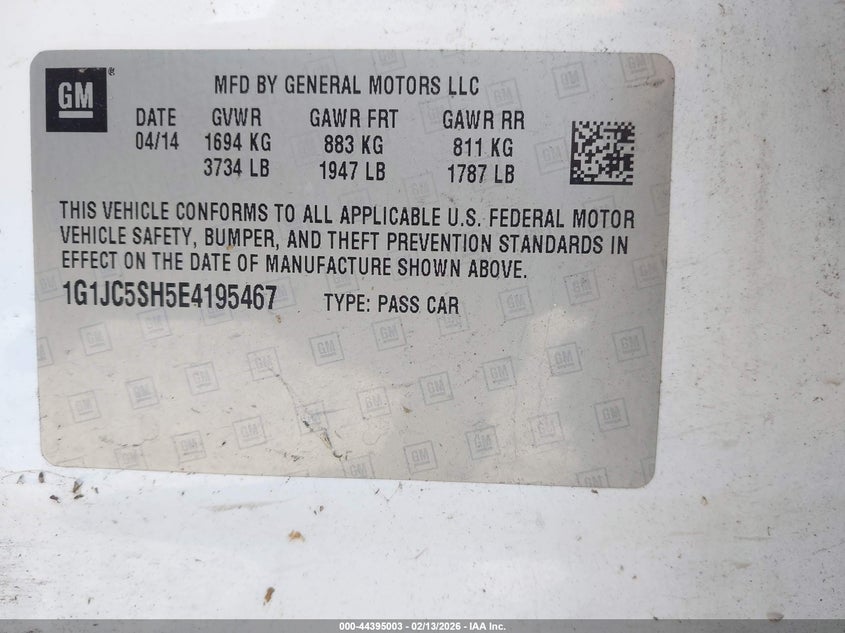 GM ®
MFD BY GENERAL MOTORS LLC
DATE GVWR GAWR FRT GAWR RR
04/14 1694 KG 883 KG 811 KG
3734 LB 1947 LB 1787 LB
THIS VEHICLE CONFORMS TO ALL APPLICABLE U.S. FEDERAL MOTOR
VEHICLE SAFETY, BUMPER, AND THEFT PREVENTION STANDARDS IN
EFFECT ON THE DATE OF MANUFACTURE SHOWN ABOVE.
1G1JC5SH5E4195467 TYPE: PASS CAR
000-44395003 - 02/13/2026 - IAA Inc.